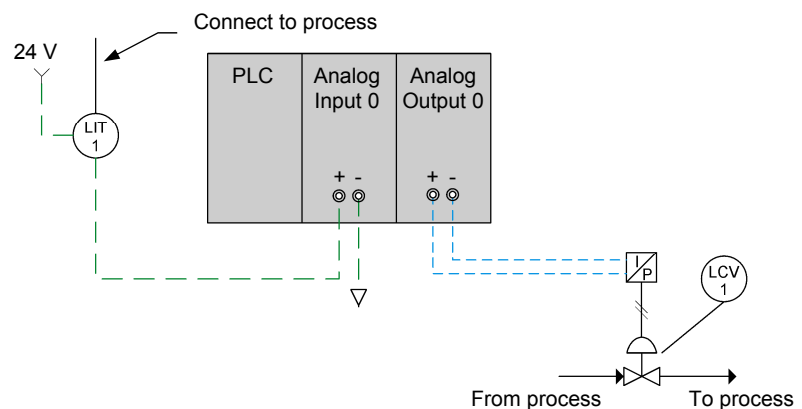 Connect to process
24 V
PLC
Analog
Input 0
Analog
Output 0
LIT
1
+ -
+ -
I
P
LCV
1
From process
To process